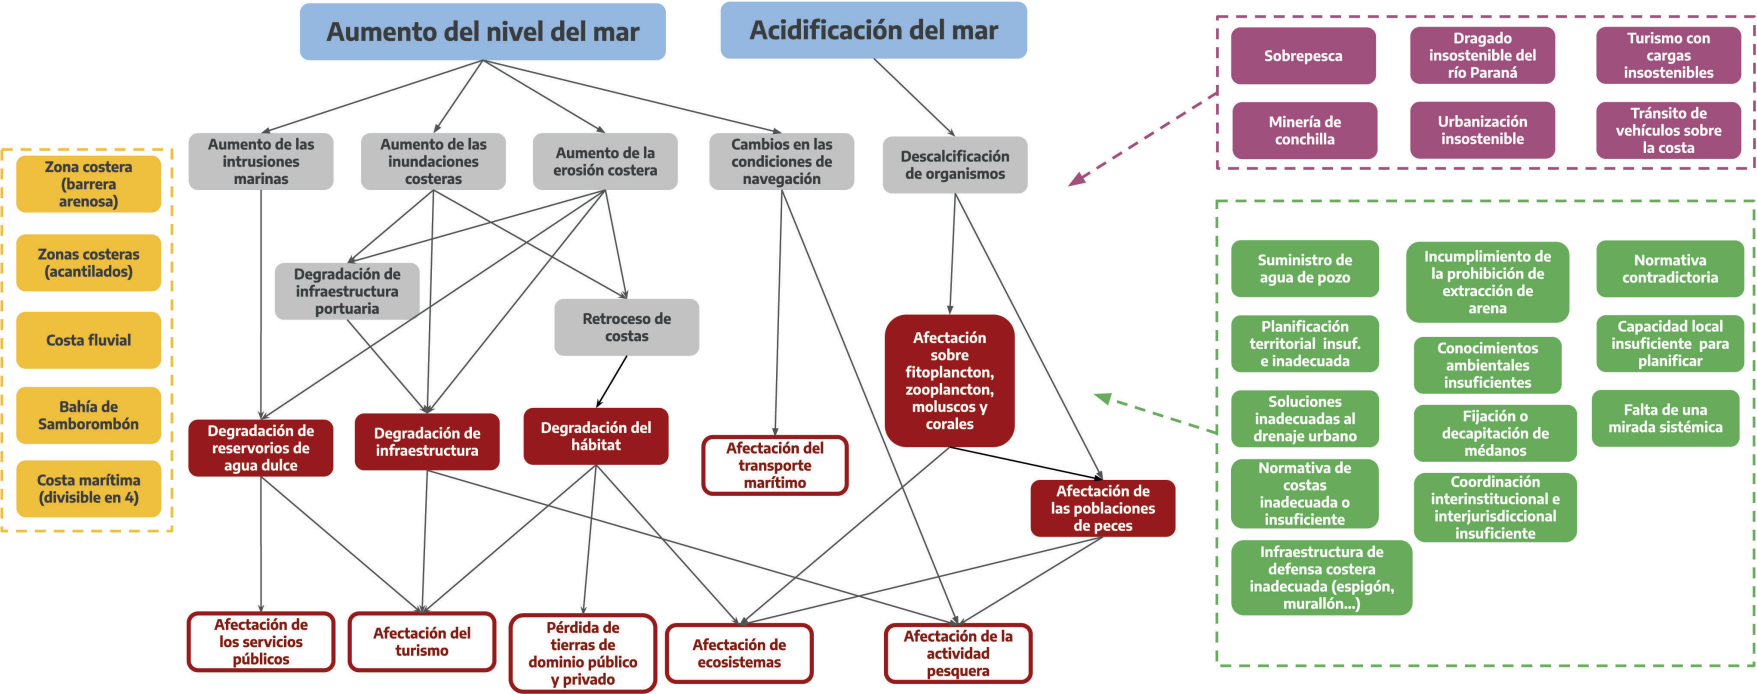 Aumento del nivel del mar
Acidificación del mar
Aumento de las
intrusiones
marinas
Aumento de las
inundaciones
costeras
Aumento de la
erosión costera
Cambios en las
condiciones de
navegación
Descalcificación
de organismos
Degradación de
infraestructura
portuaria
Retroceso de
costas
Afectación
sobre
fitoplancton,
zooplancton,
moluscos y
corales
Degradación de
reservorios de
agua dulce
Degradación de
infraestructura
Degradación del
hábitat
Afectación del
transporte
marítimo
Afectación de
las poblaciones
de peces
Afectación de
los servicios
públicos
Afectación del
turismo
Pérdida de
tierras de
dominio público
y privado
Afectación de
ecosistemas
Afectación de la
actividad
pesquera
Zona costera
(barrera
arenosa)
Zonas costeras
(acantilados)
Costa fluvial
Bahía de
Samborombón
Costa marítima
(divisible en 4)
Sobrepesca
Dragado
insostenible del
río Paraná
Turismo con
cargas
insostenibles
Minería de
conchilla
Urbanización
insostenible
Tránsito de
vehículos sobre
la costa
Suministro de
agua de pozo
Incumplimiento de
la prohibición de
extracción de
arena
Normativa
contradictoria
Planificación
territorial insuf.
e inadecuada
Conocimientos
ambientales
insuficientes
Capacidad local
insuficiente para
planificar
Soluciones
inadecuadas al
drenaje urbano
Fijación o
decapitación de
médanos
Falta de una
mirada sistémica
Normativa de
costas
inadecuada o
insuficiente
Coordinación
interinstitucional e
interjurisdiccional
insuficiente
Infraestructura de
defensa costera
inadecuada (espigón,
murallón...)